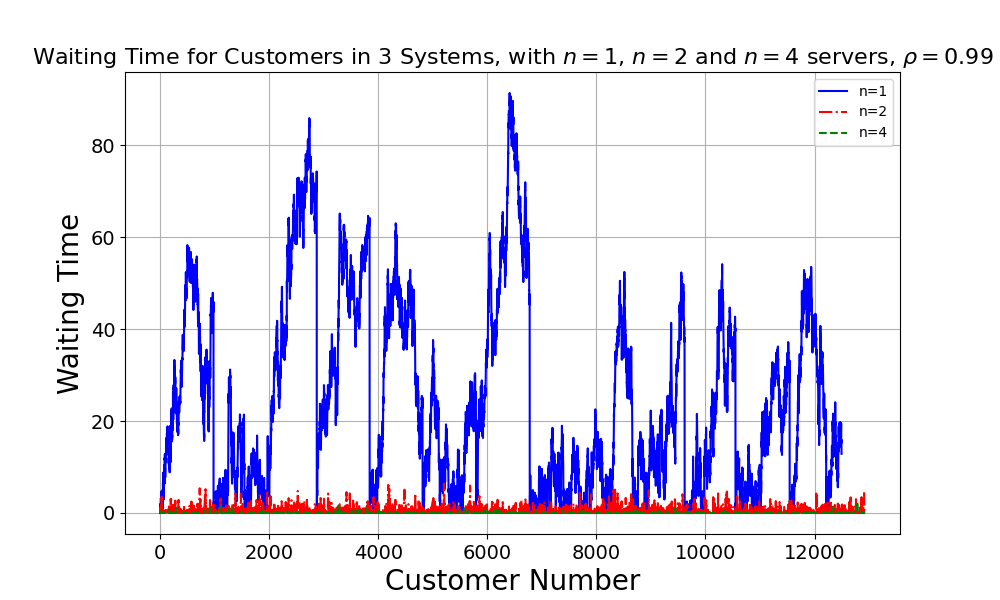 Waiting Time for Customers in 3 Systems, with n = 1, n = 2 and n = 4 servers, ρ = 0.99
n=1
n=2
n=4
80
60
40
20
0
Waiting Time
0 2000 4000 6000 8000 10000 12000
Customer Number